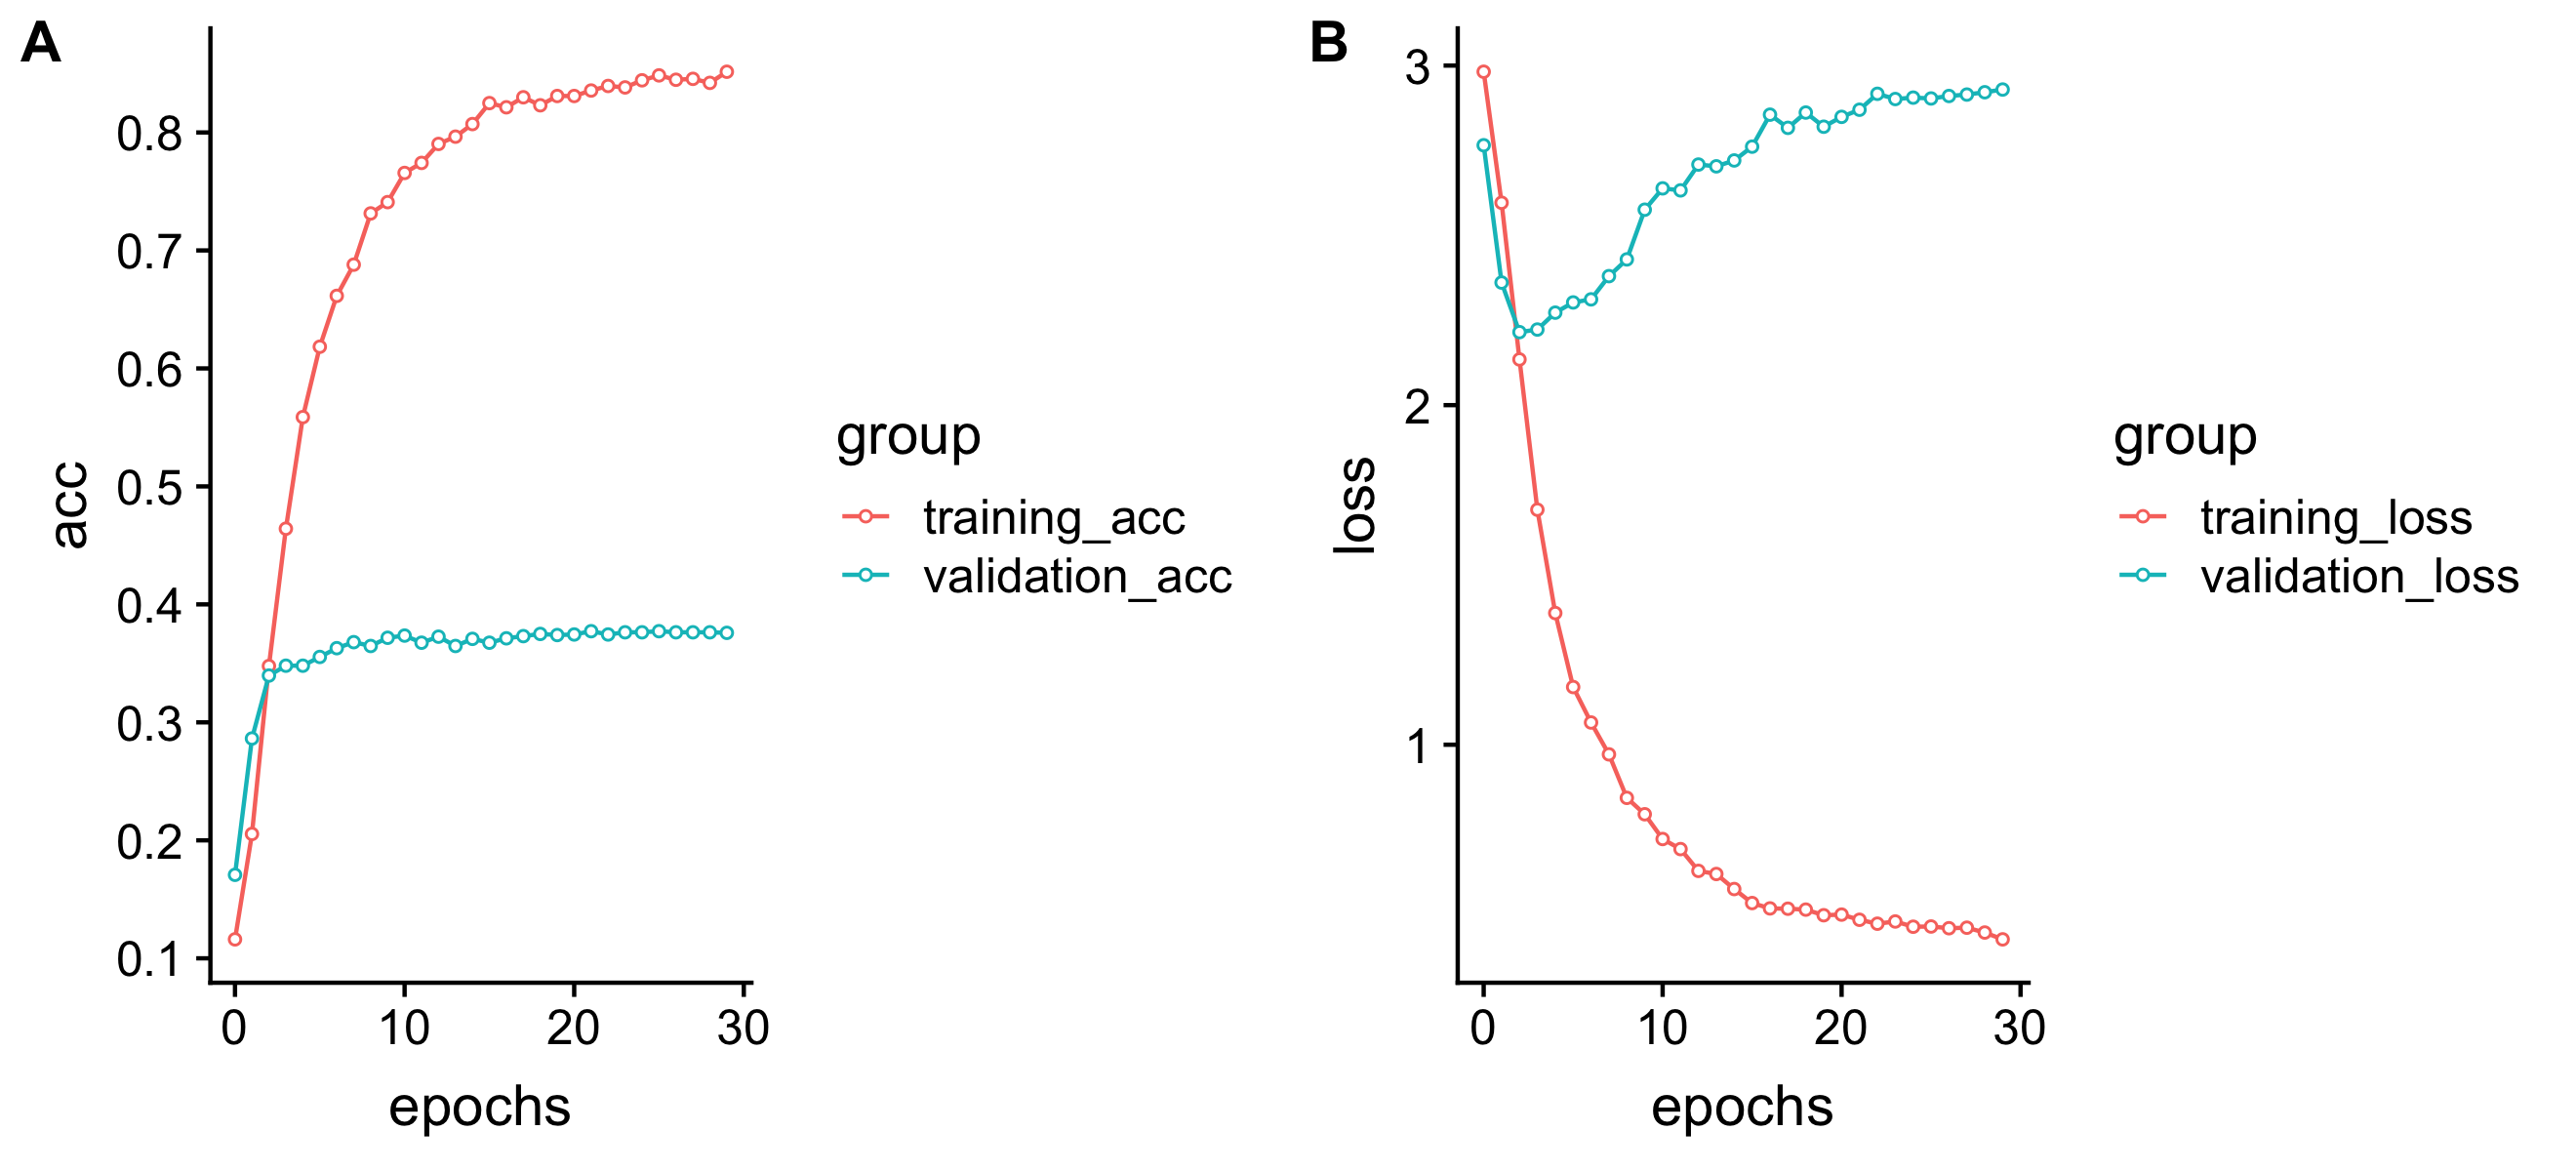 A
acc
0.8
0.7
0.6
0.5
0.4
0.3
0.2
0.1
0 10 20 30
epochs
group
training_acc
validation_acc
B
loss
3
2
1
0 10 20 30
epochs
group
training_loss
validation_loss